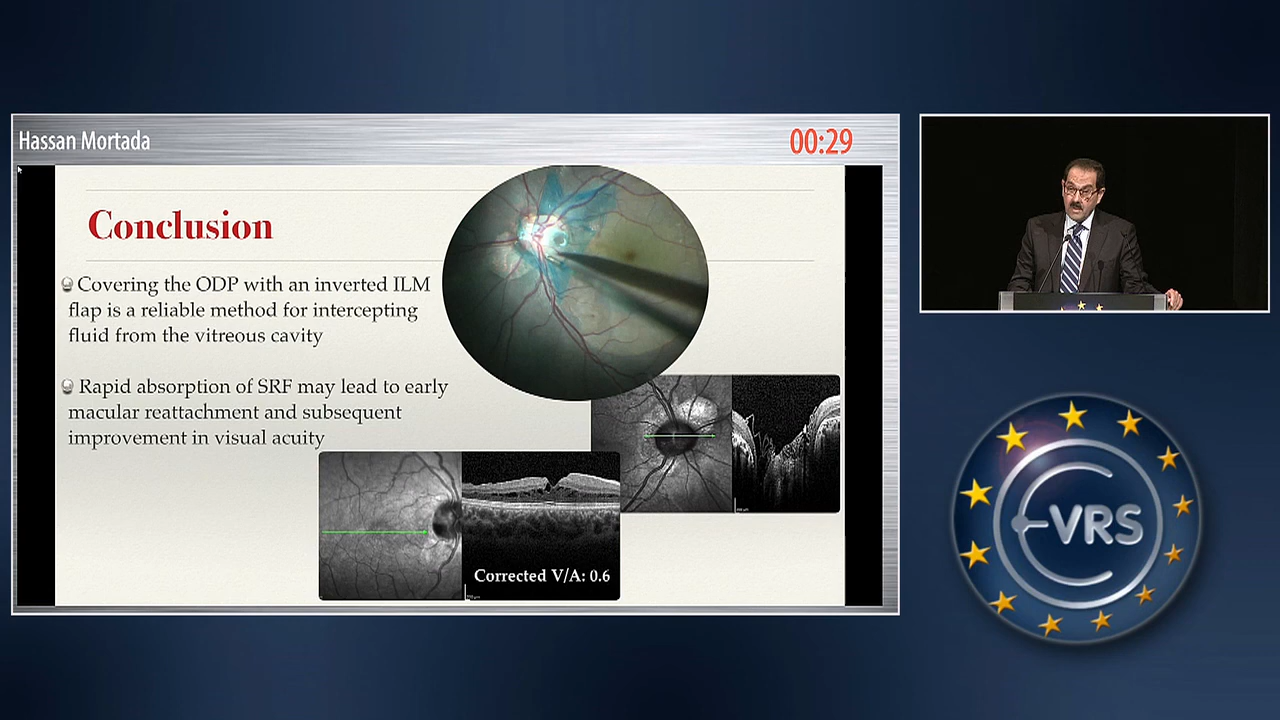 Hassan Mortada
00:29
Conclusion
Covering the ODP with an inverted ILM
flap is a reliable method for intercepting
fluid from the vitreous cavity
Rapid absorption of SRF may lead to early
macular reattachment and subsequent
improvement in visual acuity
Corrected V/A: 0.6
EVRS